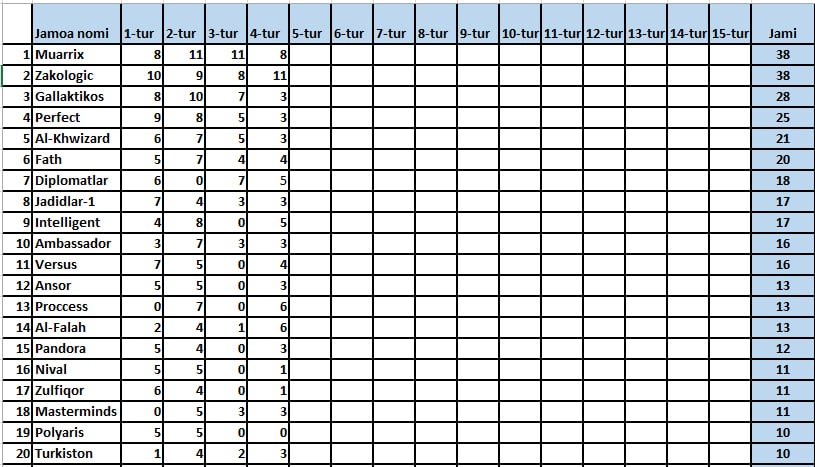 Jamoa nomi 1-tur 2-tur 3-tur 4-tur 5-tur 6-tur 7-tur 8-tur 9-tur 10-tur 11-tur 12-tur 13-tur 14-tur 15-tur Jami
1 Muarrix 8 11 11 8 38
2 Zakologic 10 9 8 11 38
3 Gallaktikos 8 10 7 3 28
4 Perfect 9 8 5 3 25
5 Al-Khwizard 6 7 5 3 21
6 Fath 5 7 4 4 20
7 Diplomatlar 6 0 7 5 18
8 Jadidlar-1 7 4 3 3 17
9 Intelligent 4 8 0 5 17
10 Ambassador 3 7 3 3 16
11 Versus 7 5 0 4 16
12 Ansor 5 5 0 3 13
13 Proccess 0 7 0 6 13
14 Al-Falah 2 4 1 6 13
15 Pandora 5 4 0 3 12
16 Nival 5 5 0 1 11
17 Zulfiqor 6 4 0 1 11
18 Masterminds 0 5 3 3 11
19 Polyaris 5 5 0 0 10
20 Turkiston 1 4 2 3 10